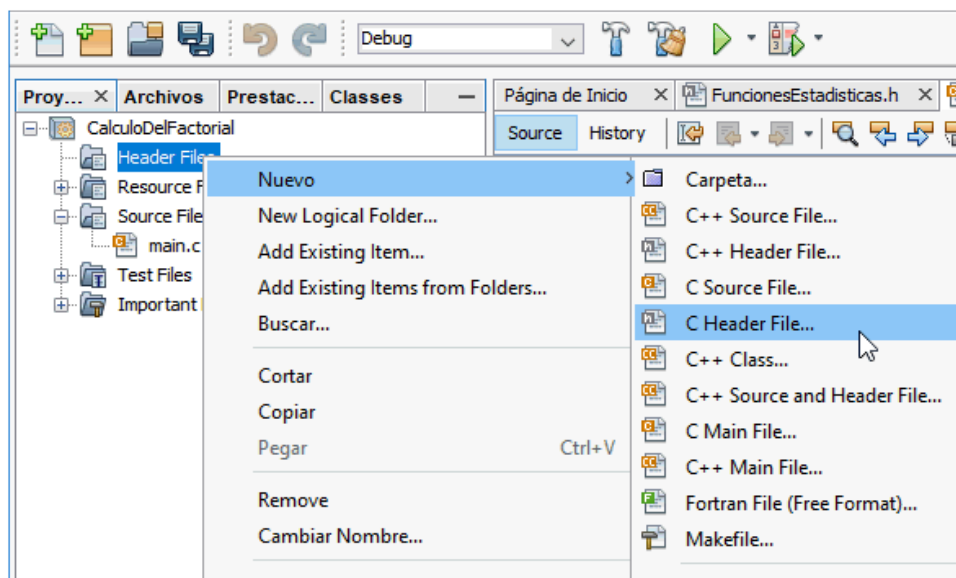 Debug
Proy... Archivos Prestac... Classes
Página de Inicio FuncionesEstadisticas.h
CalculoDelFactorial
Source History
Header Files
Resource F
Source File
main.c
Test Files
Important
Nuevo
New Logical Folder...
Add Existing Item...
Add Existing Items from Folders...
Buscar...
Cortar
Copiar
Pegar Ctrl+V
Remove
Cambiar Nombre...
Carpeta...
C++ Source File...
C++ Header File...
C Source File...
C Header File...
C++ Class...
C++ Source and Header File...
C Main File...
C++ Main File...
Fortran File (Free Format)...
Makefile...